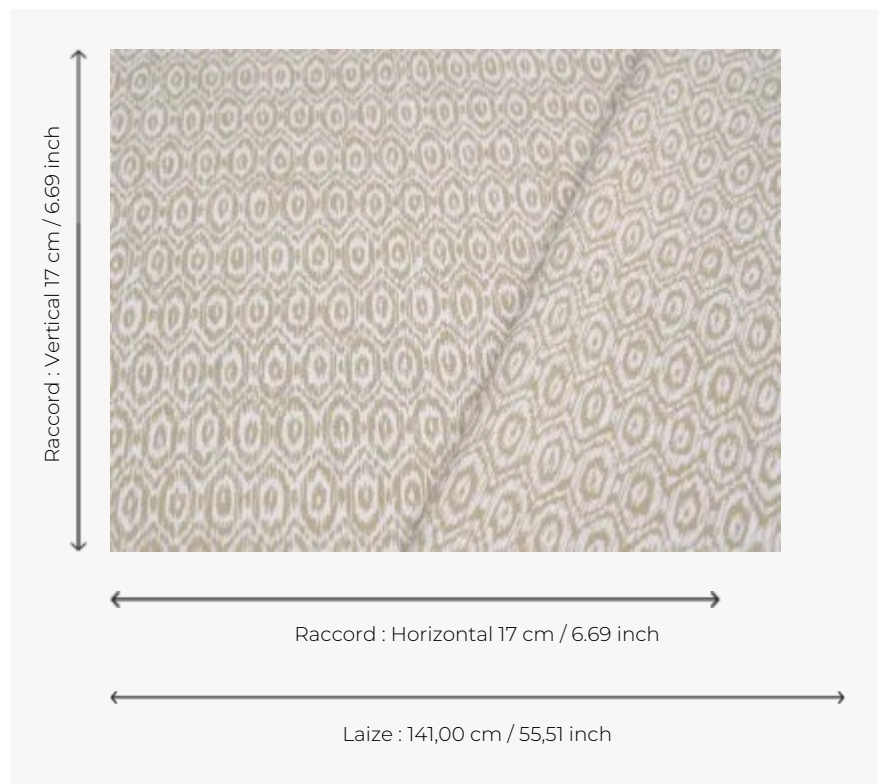 Raccord : Vertical 17 cm / 6.69 inch
Raccord : Horizontal 17 cm / 6.69 inch
Laize : 141,00 cm / 55,51 inch